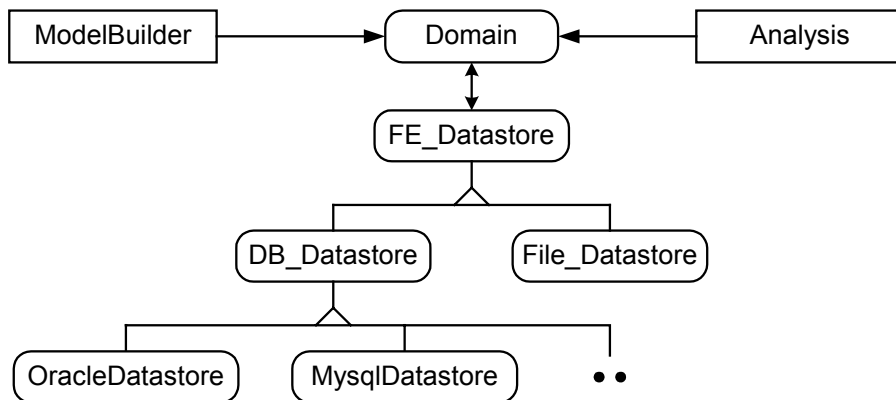 ModelBuilder
Domain
Analysis
FE_Datastore
DB_Datastore
File_Datastore
OracleDatastore
MysqlDatastore